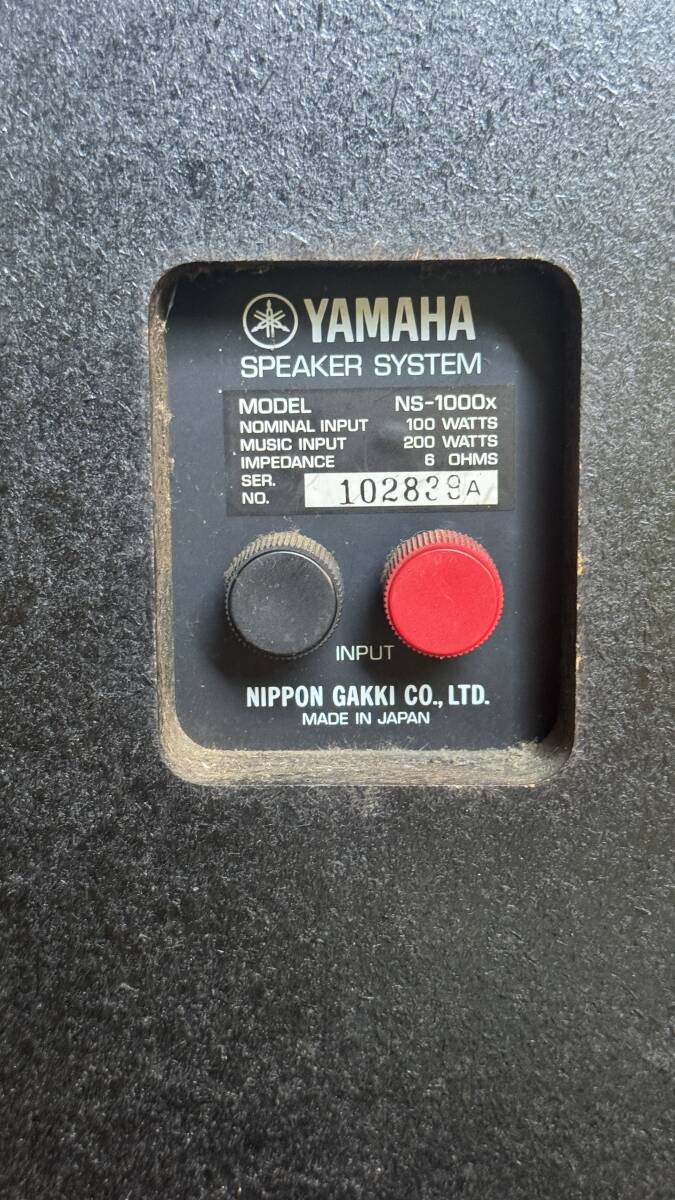 YAMAHA
SPEAKER SYSTEM
MODEL NS-1000x
NOMINAL INPUT 100 WATTS
MUSIC INPUT 200 WATTS
IMPEDANCE 6 OHMS
SER.
NO. 102839A
INPUT
NIPPON GAKKI CO., LTD.
MADE IN JAPAN